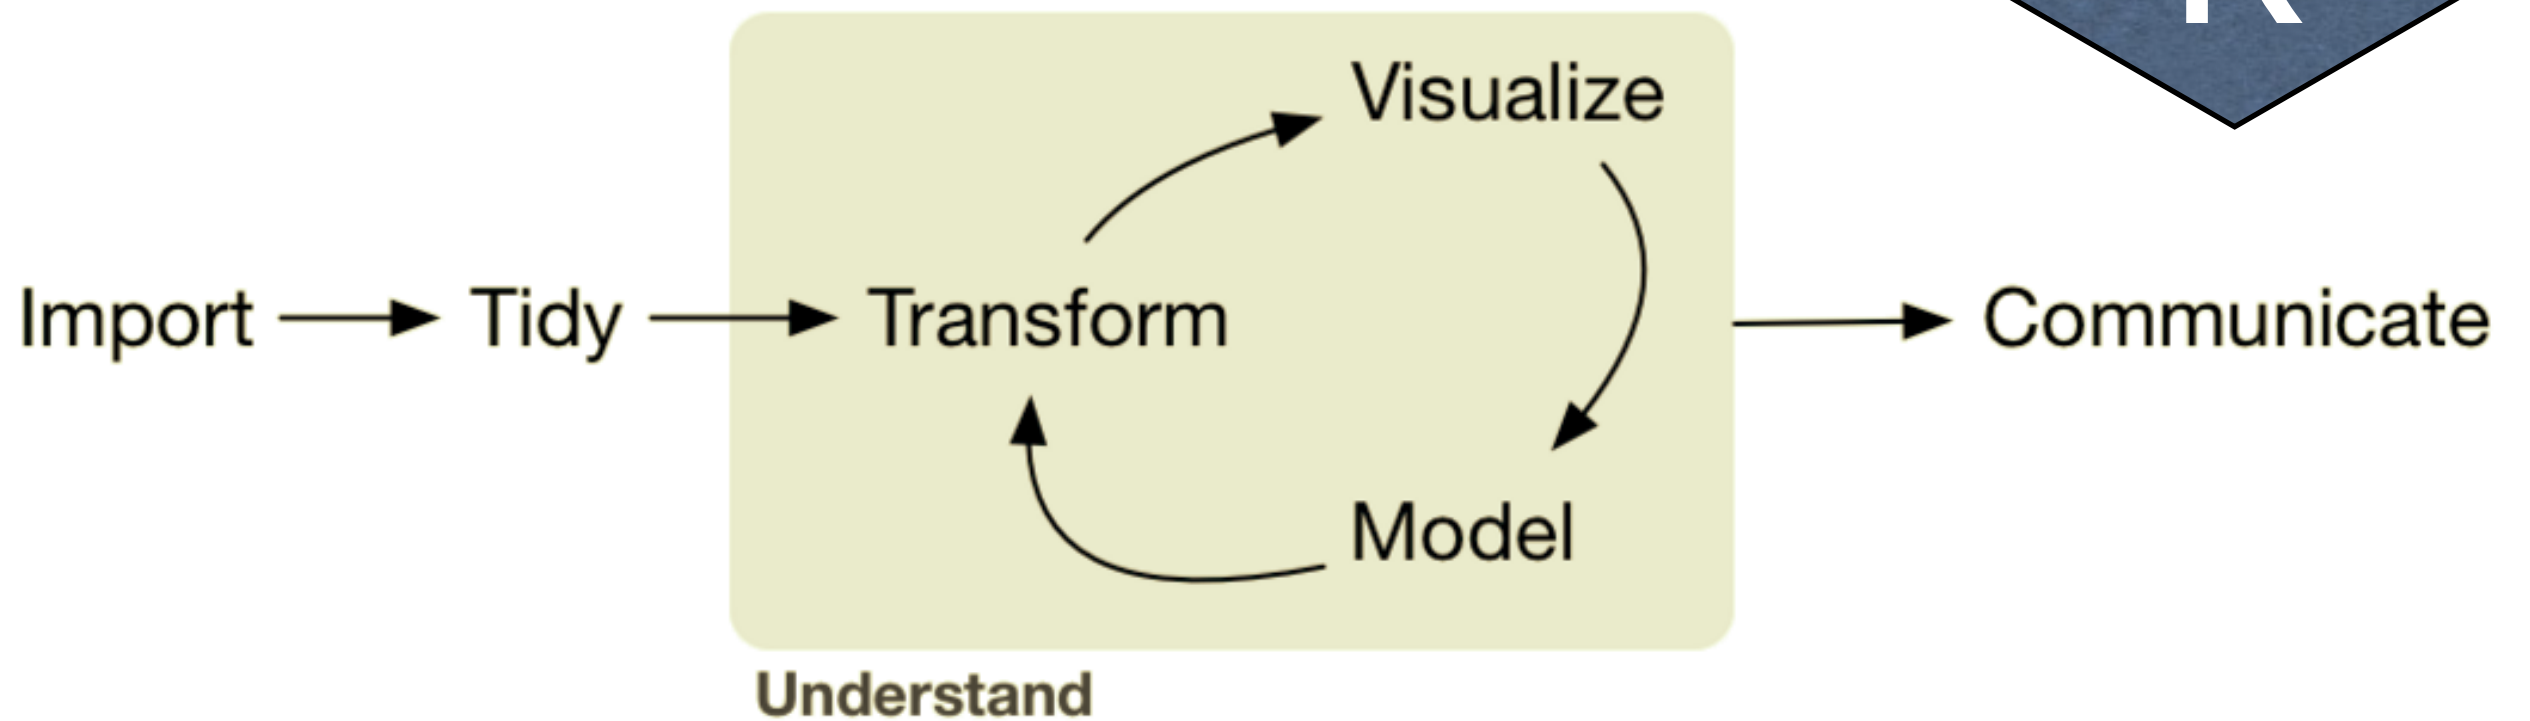 Visualize
Import Tidy Transform Communicate
Model
Understand